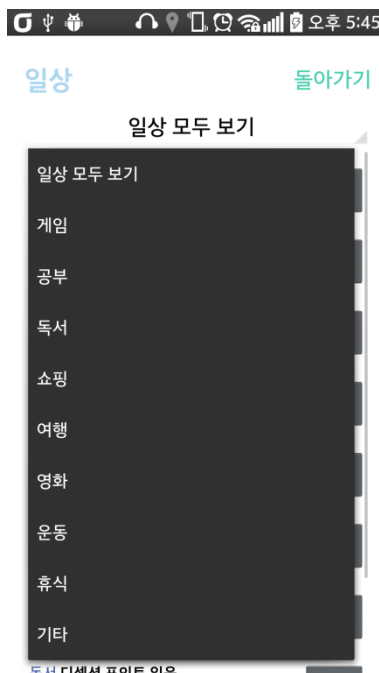 오후 5:45
일상
돌아가기
일상 모두 보기
일상 모두 보기
게임
공부
독서
쇼핑
여행
영화
운동
휴식
기타
독서